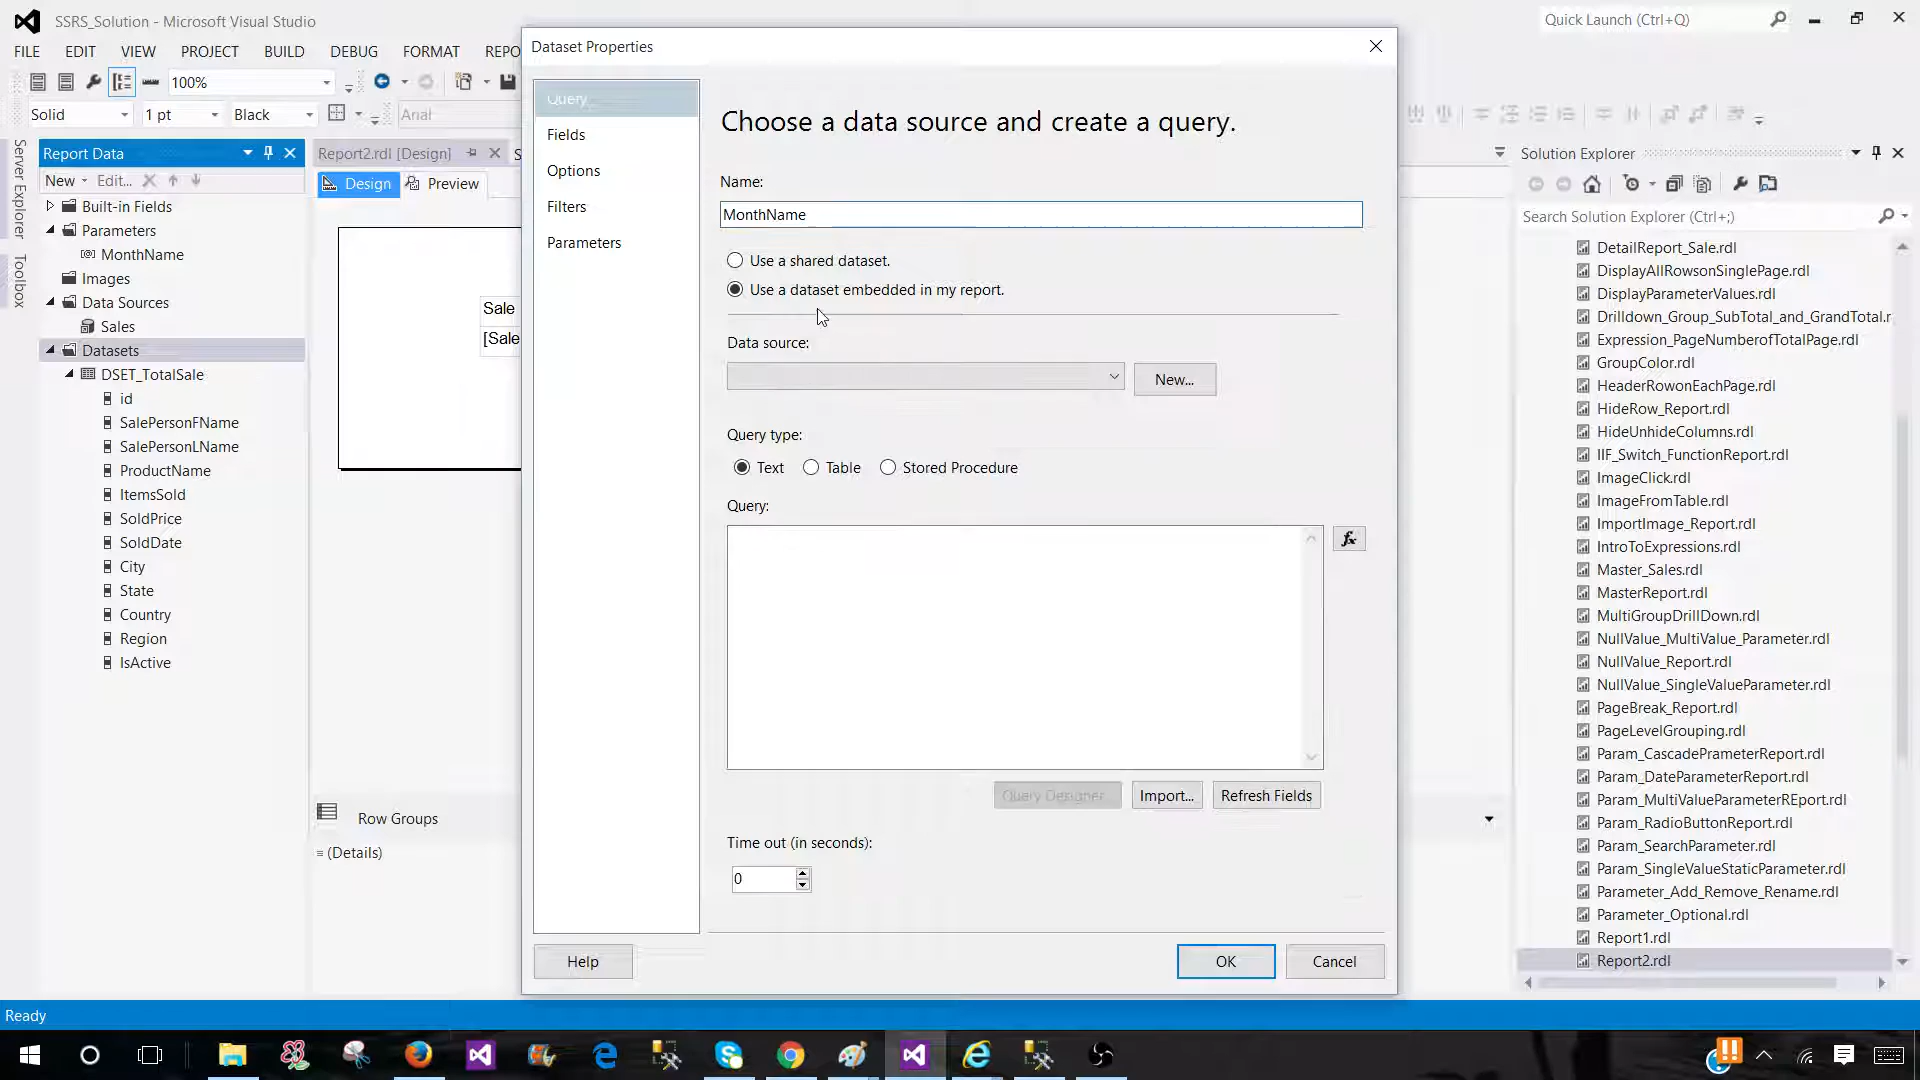 SSRS_Solution - Microsoft Visual Studio
Quick Launch (Ctrl+Q)
FILE EDIT VIEW PROJECT BUILD DEBUG FORMAT REPO
100%
Solid 1 pt Black Arial
Server Explorer
Toolbox
Report Data
New Edit...
Built-in Fields
Parameters
MonthName
Images
Data Sources
Sales
Datasets
DSET_TotalSale
id
SalePersonFName
SalePersonLName
ProductName
ItemsSold
SoldPrice
SoldDate
City
State
Country
Region
IsActive
Report2.rdl [Design] S
Design Preview
Sale
[Sale
Row Groups
(Details)
Dataset Properties
Query
Fields
Options
Filters
Parameters
Choose a data source and create a query.
Name:
MonthName
Use a shared dataset.
Use a dataset embedded in my report.
Data source:
New...
Query type:
Text Table Stored Procedure
Query:
fx
Query Designer... Import... Refresh Fields
Time out (in seconds):
0
Help OK Cancel
Solution Explorer
Search Solution Explorer (Ctrl+;)
DetailReport_Sale.rdl
DisplayAllRowsonSinglePage.rdl
DisplayParameterValues.rdl
Drilldown_Group_SubTotal_and_GrandTotal.r
Expression_PageNumberofTotalPage.rdl
GroupColor.rdl
HeaderRowonEachPage.rdl
HideRow_Report.rdl
HideUnhideColumns.rdl
IIF_Switch_FunctionReport.rdl
ImageClick.rdl
ImageFromTable.rdl
ImportImage_Report.rdl
IntroToExpressions.rdl
Master_Sales.rdl
MasterReport.rdl
MultiGroupDrillDown.rdl
NullValue_MultiValue_Parameter.rdl
NullValue_Report.rdl
NullValue_SingleValueParameter.rdl
PageBreak_Report.rdl
PageLevelGrouping.rdl
Param_CascadePrameterReport.rdl
Param_DateParameterReport.rdl
Param_MultiValueParameterREport.rdl
Param_RadioButtonReport.rdl
Param_SearchParameter.rdl
Param_SingleValueStaticParameter.rdl
Parameter_Add_Remove_Rename.rdl
Parameter_Optional.rdl
Report1.rdl
Report2.rdl
Ready